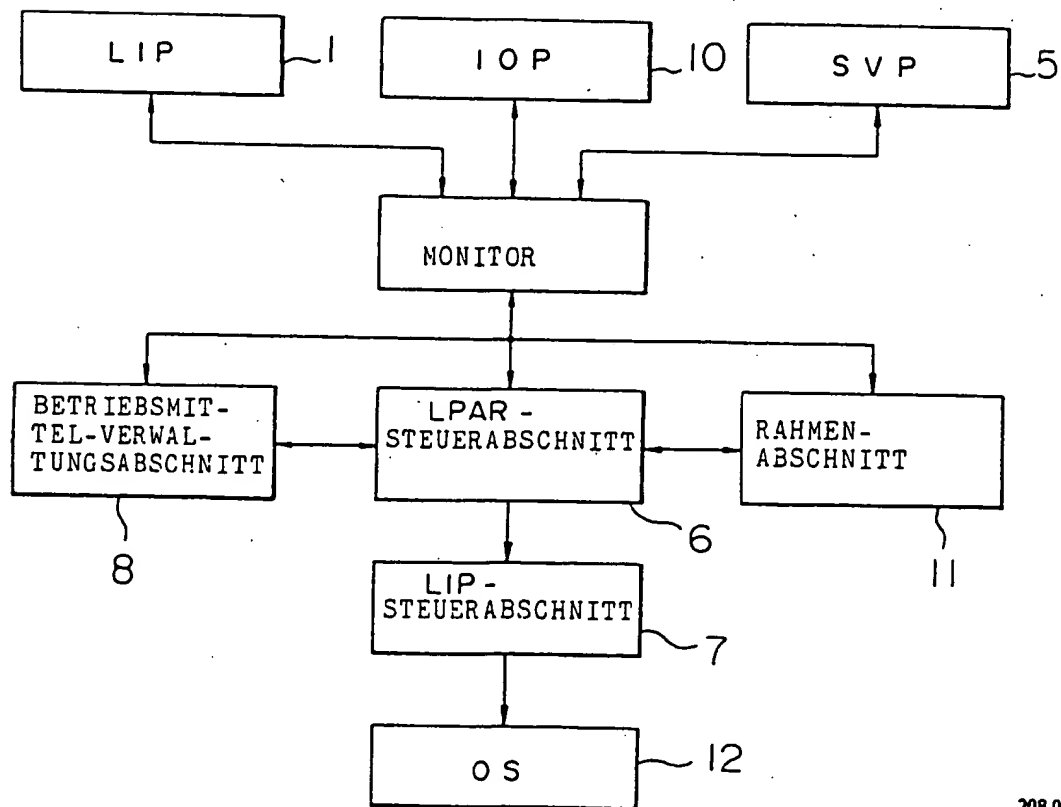 LIP
1
IOP
10
SVP
5
MONITOR
BETRIEBSMIT-
TEL-VERWAL-
TUNGSABSCHNITT
8
LPAR-
STEUERABSCHNITT
6
RAHMEN-
ABSCHNITT
11
LIP-
STEUERABSCHNITT
7
OS
12